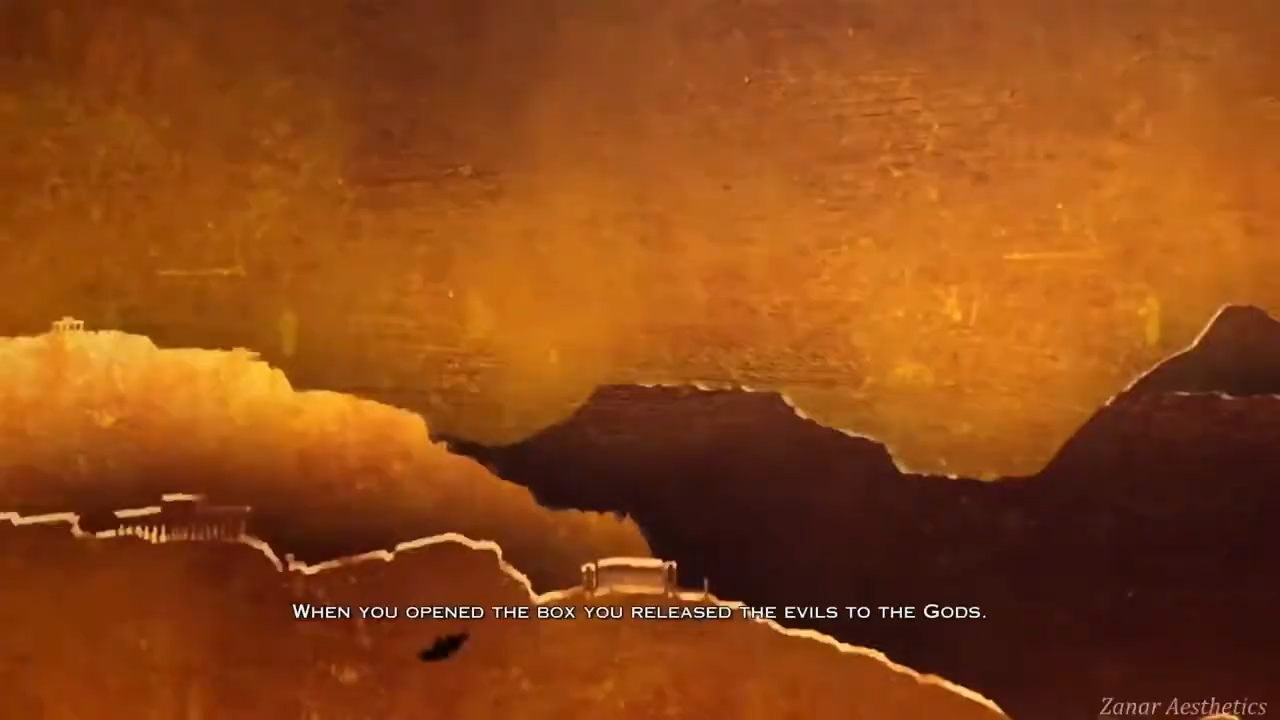 When you opened the box you released the evils to the Gods.
Zanar Aesthetics